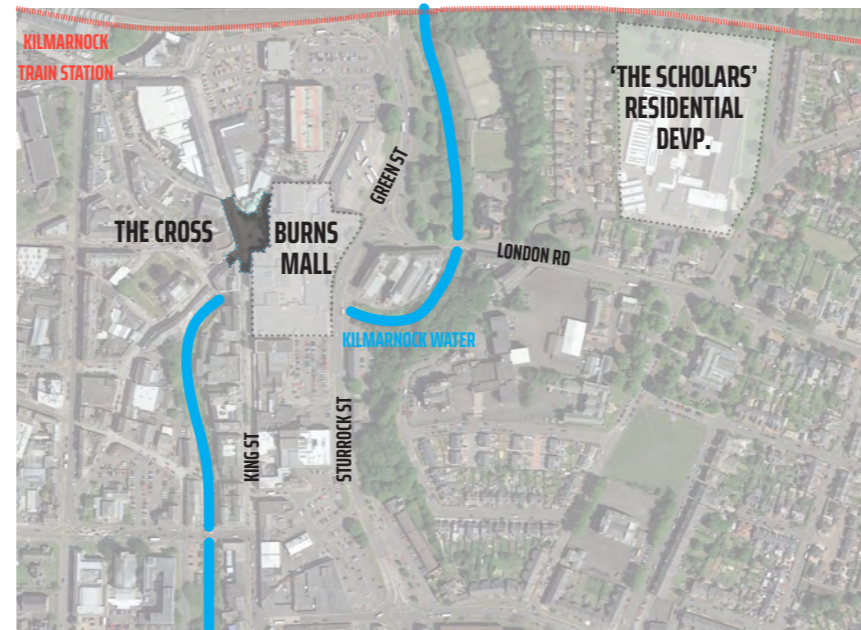 KILMARNOCK
TRAIN STATION
'THE SCHOLARS'
RESIDENTIAL
DEVP.
GREEN ST
THE CROSS
BURNS
MALL
LONDON RD
KILMARNOCK WATER
KING ST
STURROCK ST